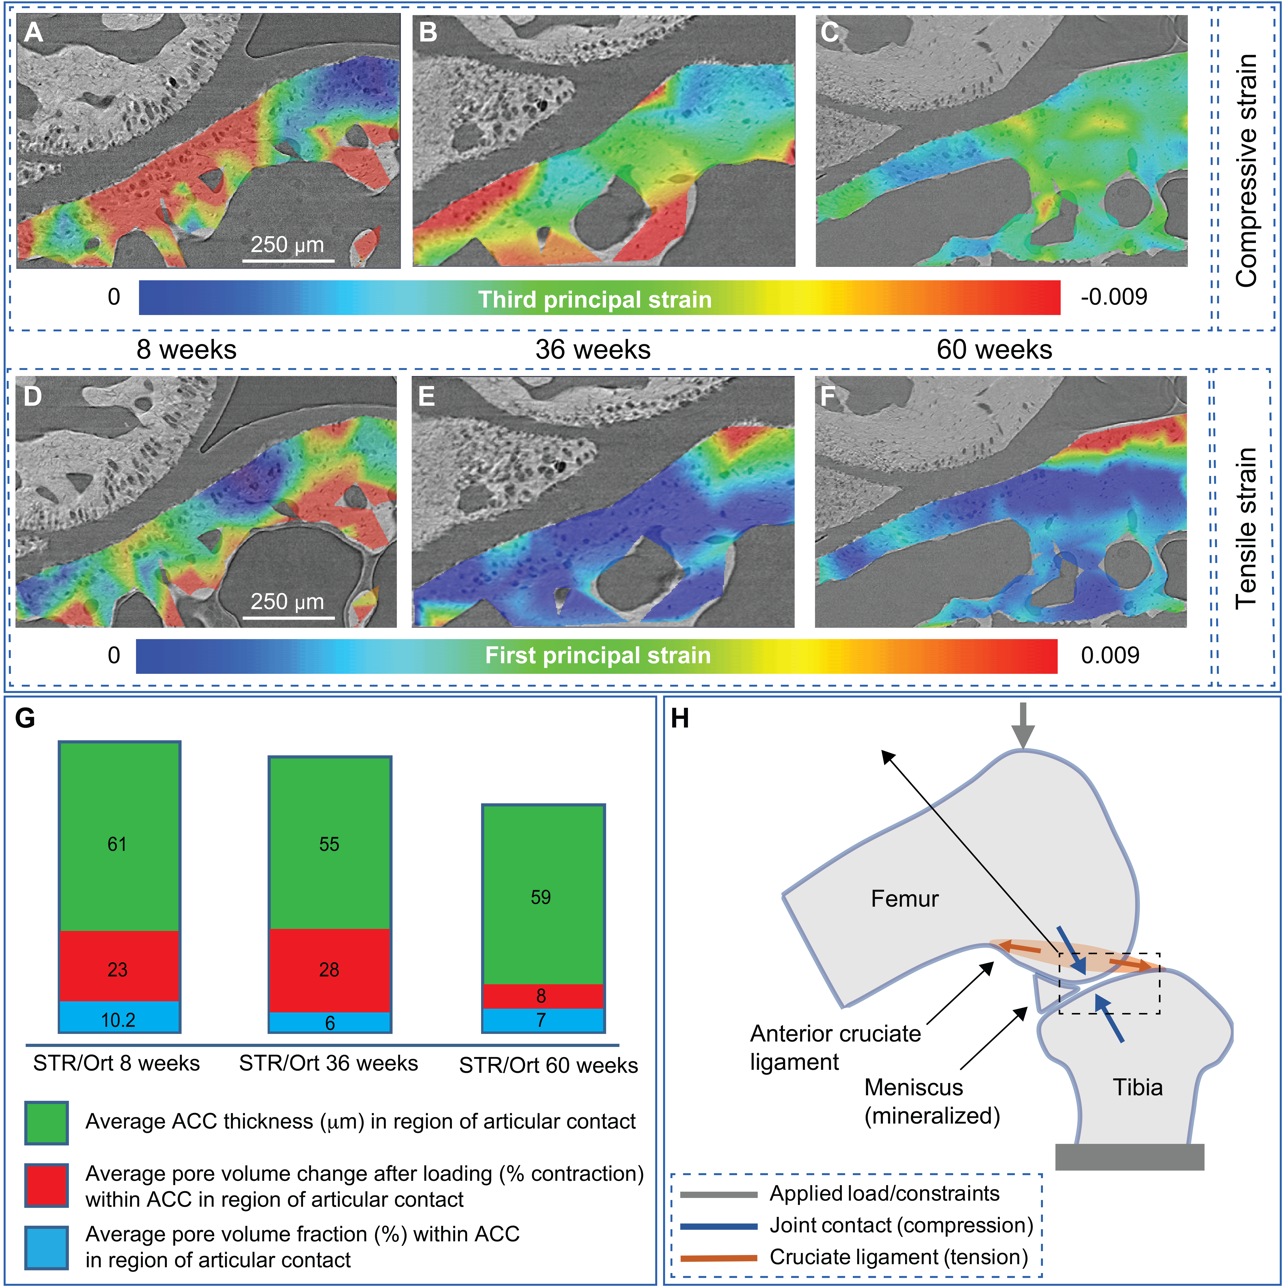 A
B
C
250 μm
0
Third principal strain
-0.009
Compressive strain
8 weeks
36 weeks
60 weeks
D
E
F
250 μm
0
First principal strain
0.009
Tensile strain
G
61
23
10.2
55
28
6
59
8
7
STR/Ort 8 weeks
STR/Ort 36 weeks
STR/Ort 60 weeks
Average ACC thickness (μm) in region of articular contact
Average pore volume change after loading (% contraction)
within ACC in region of articular contact
Average pore volume fraction (%) within ACC
in region of articular contact
H
Femur
Anterior cruciate
ligament
Meniscus
(mineralized)
Tibia
Applied load/constraints
Joint contact (compression)
Cruciate ligament (tension)